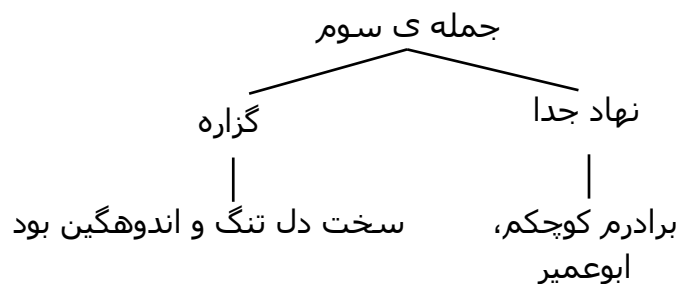 جمله ی سوم
نهاد جدا
گزاره
برادرم کوچکم،
ابوعمیر
سخت دل تنگ و اندوهگین بود